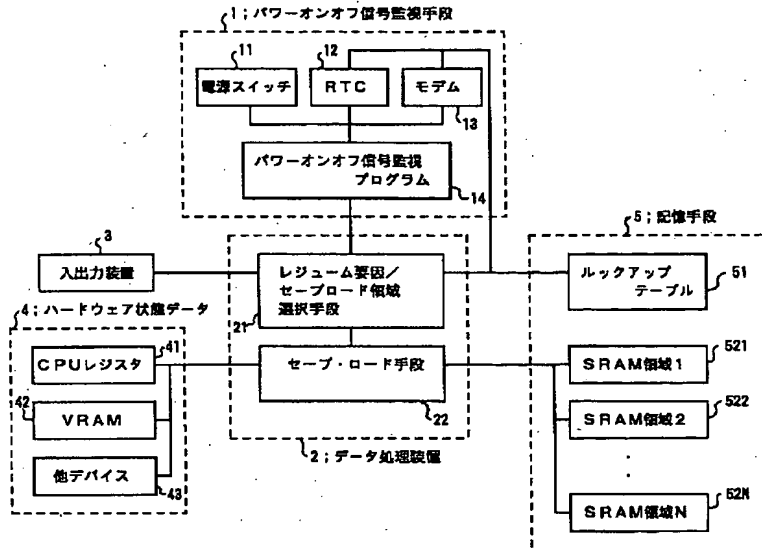 1；パワーオンオフ信号監視手段
11
12
電源スイッチ
RTC
モデム
13
パワーオンオフ信号監視
プログラム
14
5；記憶手段
3
入出力装置
レジューム要因／
セーブロード領域
選択手段
21
ルックアップ
テーブル
51
4；ハードウェア状態データ
CPUレジスタ
41
セーブ・ロード手段
22
SRAM領域1
521
42
VRAM
SRAM領域2
522
2；データ処理装置
他デバイス
43
SRAM領域N
52N